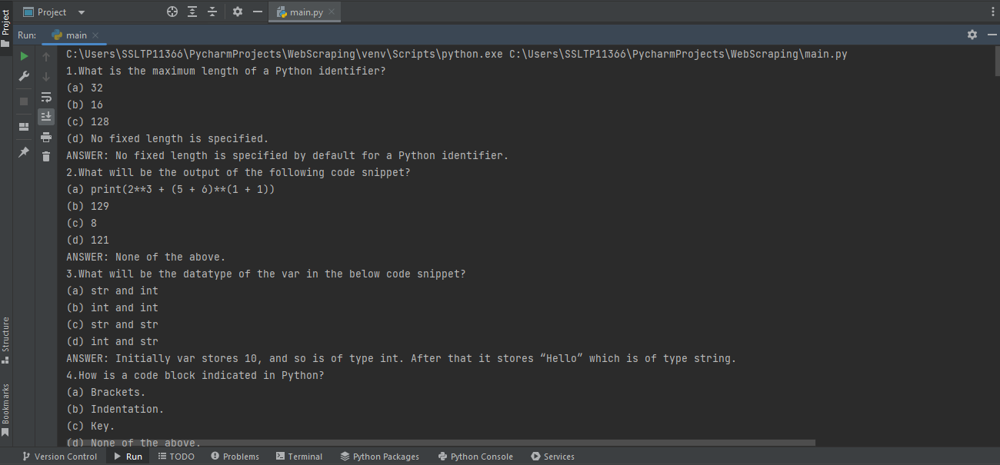 Project
main.py
Run:
main
C:\Users\SSLTP11366\PycharmProjects\WebScraping\venv\Scripts\python.exe C:\Users\SSLTP11366\PycharmProjects\WebScraping\main.py
1.What is the maximum length of a Python identifier?
(a) 32
(b) 16
(c) 128
(d) No fixed length is specified.
ANSWER: No fixed length is specified by default for a Python identifier.
2.What will be the output of the following code snippet?
(a) print(2**3 + (5 + 6)**(1 + 1))
(b) 129
(c) 8
(d) 121
ANSWER: None of the above.
3.What will be the datatype of the var in the below code snippet?
(a) str and int
(b) int and int
(c) str and str
(d) int and str
ANSWER: Initially var stores 10, and so is of type int. After that it stores “Hello” which is of type string.
4.How is a code block indicated in Python?
(a) Brackets.
(b) Indentation.
(c) Key.
(d) None of the above.
Project
Structure
Bookmarks
Version Control
Run
TODO
Problems
Terminal
Python Packages
Python Console
Services